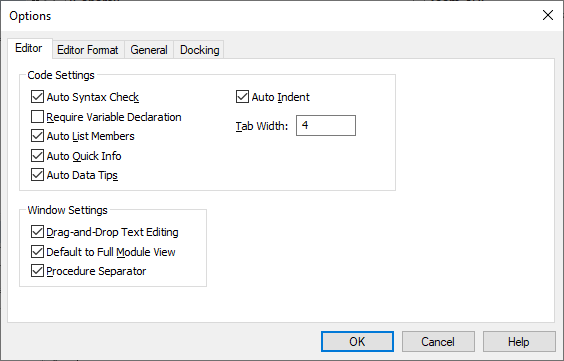 Options
Editor Editor Format General Docking
Code Settings
Auto Syntax Check Auto Indent
Require Variable Declaration
Tab Width: 4
Auto List Members
Auto Quick Info
Auto Data Tips
Window Settings
Drag-and-Drop Text Editing
Default to Full Module View
Procedure Separator
OK Cancel Help